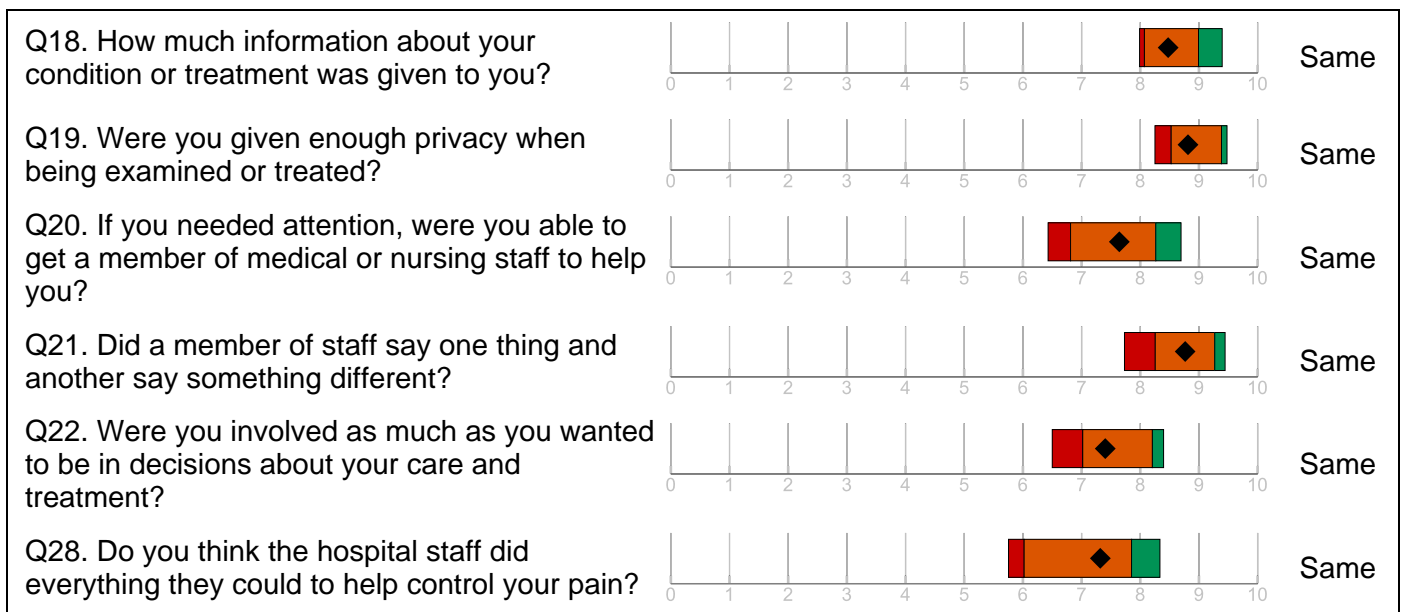 Q18. How much information about your
condition or treatment was given to you?
0 1 2 3 4 5 6 7 8 9 10
Same
Q19. Were you given enough privacy when
being examined or treated?
0 1 2 3 4 5 6 7 8 9 10
Same
Q20. If you needed attention, were you able to
get a member of medical or nursing staff to help
you?
0 1 2 3 4 5 6 7 8 9 10
Same
Q21. Did a member of staff say one thing and
another say something different?
0 1 2 3 4 5 6 7 8 9 10
Same
Q22. Were you involved as much as you wanted
to be in decisions about your care and
treatment?
0 1 2 3 4 5 6 7 8 9 10
Same
Q28. Do you think the hospital staff did
everything they could to help control your pain?
0 1 2 3 4 5 6 7 8 9 10
Same